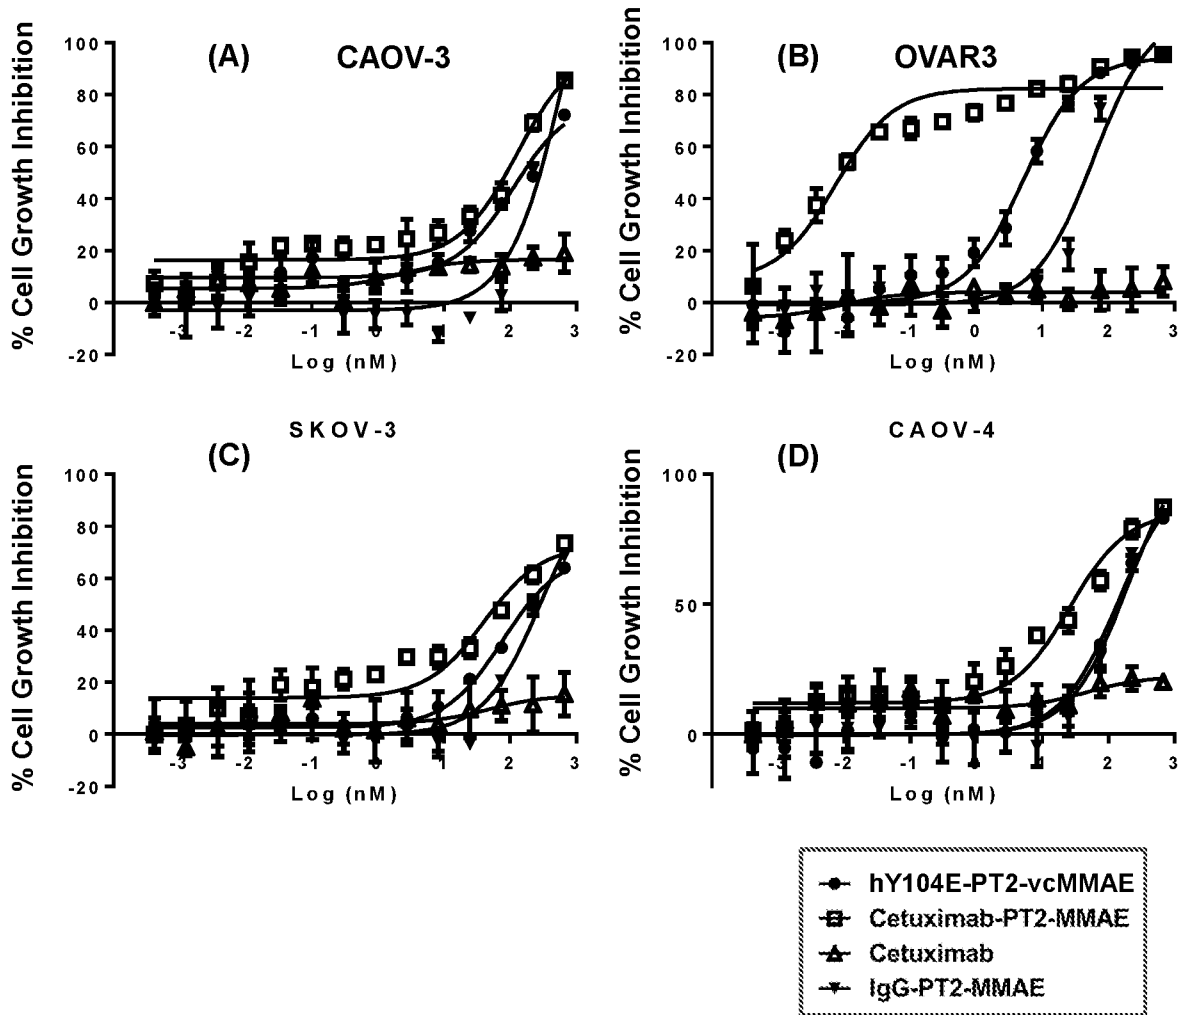 (A) CAOV-3
% Cell Growth Inhibition
100
80
60
40
20
0
-20
-3 -2 -1 0 1 2 3
Log (nM)
(B) OVAR3
% Cell Growth Inhibition
100
80
60
40
20
0
-20
-3 -2 -1 0 1 2 3
Log (nM)
SKOV-3
(C)
% Cell Growth Inhibition
100
80
60
40
20
0
-20
-3 -2 -1 0 1 2 3
Log (nM)
CAOV-4
(D)
% Cell Growth Inhibition
100
50
0
-3 -2 -1 0 1 2 3
Log (nM)
hY104E-PT2-vcMMAE
Cetuximab-PT2-MMAE
Cetuximab
IgG-PT2-MMAE